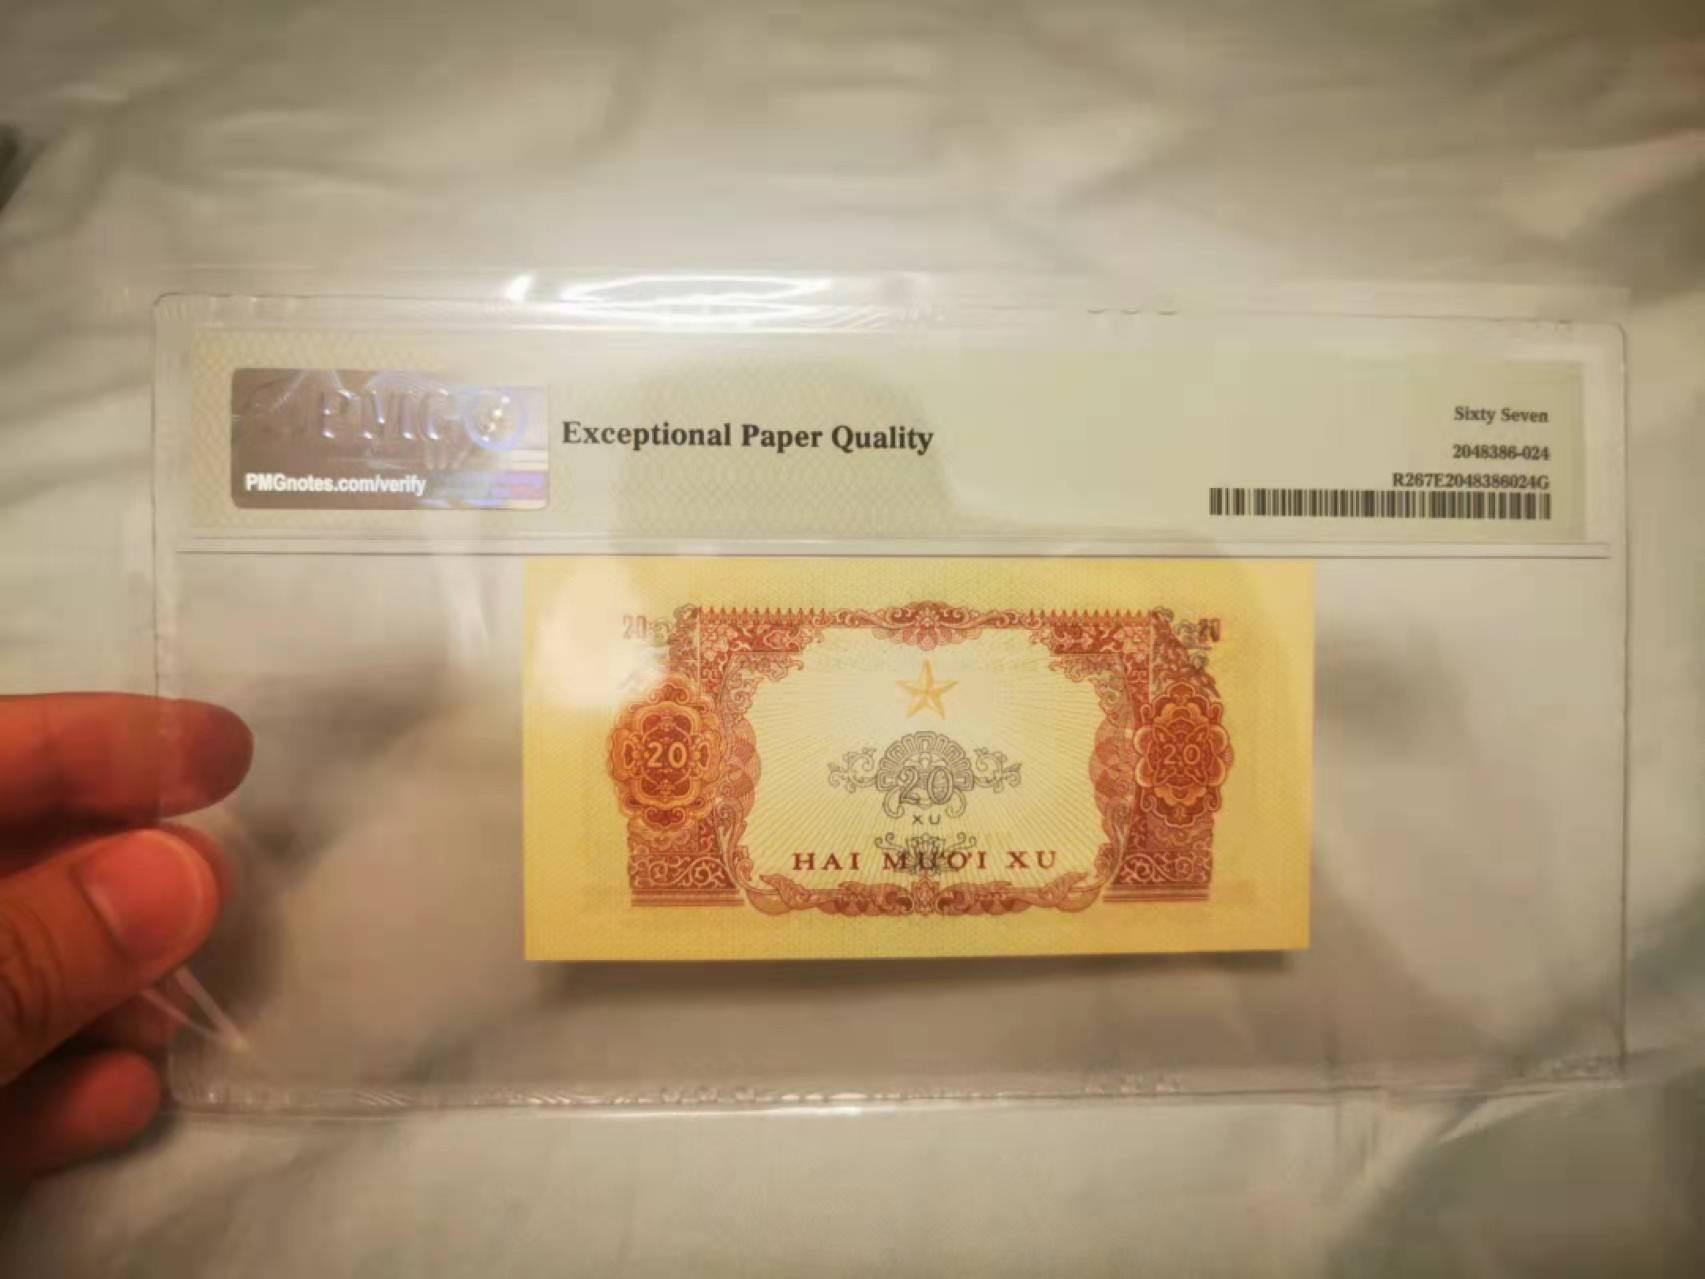 PMG
PMGnotes.com/verify
Exceptional Paper Quality
Sixty Seven
2048386-024
R267E2048386024G
20 20
20 20
20
XU
HAI MƯƠI XU